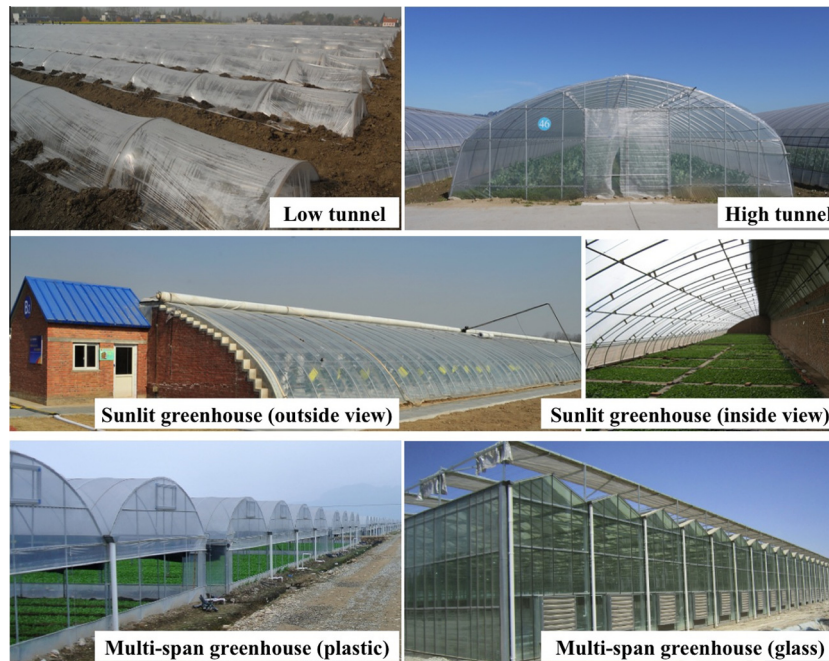 Low tunnel
46
High tunnel
Sunlit greenhouse (outside view)
Sunlit greenhouse (inside view)
Multi-span greenhouse (plastic)
Multi-span greenhouse (glass)